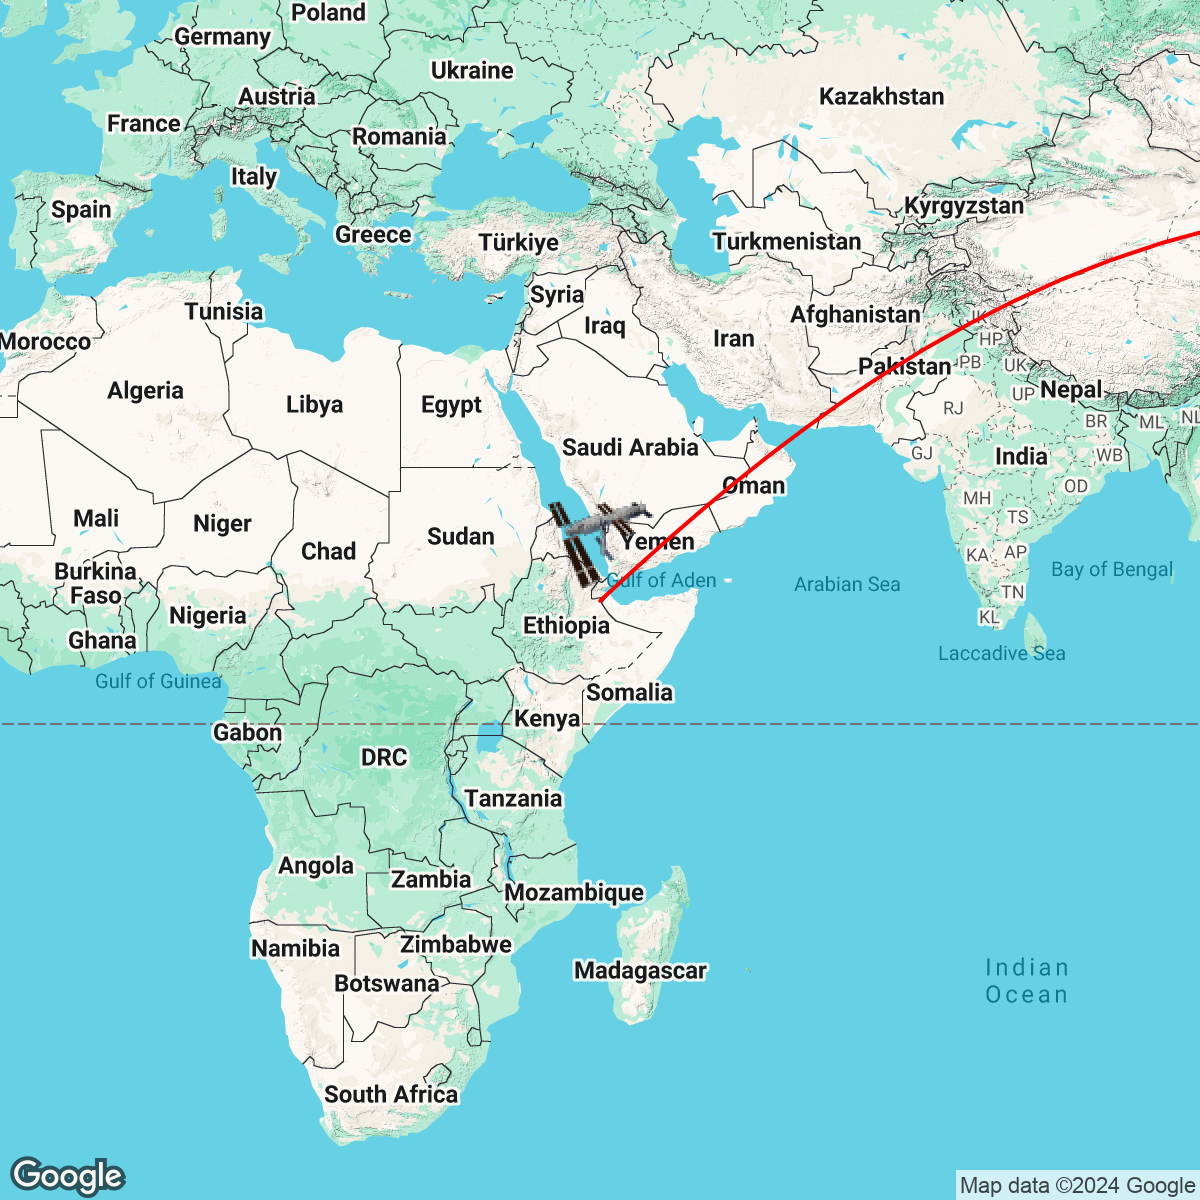 Poland
Germany
Ukraine
Austria
Kazakhstan
France
Romania
Italy
Spain
Kyrgyzstan
Greece
Türkiye
Turkmenistan
Syria
Tunisia
Afghanistan
JK
Iraq
Iran
Morocco
HP
Pakistan
PB
UK
Algeria
Nepal
Libya
Egypt
UP
RJ
BR
ML
NL
Saudi Arabia
GJ
India
WB
Oman
OD
MH
Mali
Niger
TS
Sudan
Yemen
Chad
KA
AP
Burkina
Faso
Gulf of Aden
Arabian Sea
Bay of Bengal
TN
Nigeria
KL
Ethiopia
Ghana
Laccadive Sea
Gulf of Guinea
Somalia
Kenya
Gabon
DRC
Tanzania
Angola
Zambia
Mozambique
Namibia
Zimbabwe
Madagascar
Indian
Ocean
Botswana
South Africa
Google
Map data ©2024 Google